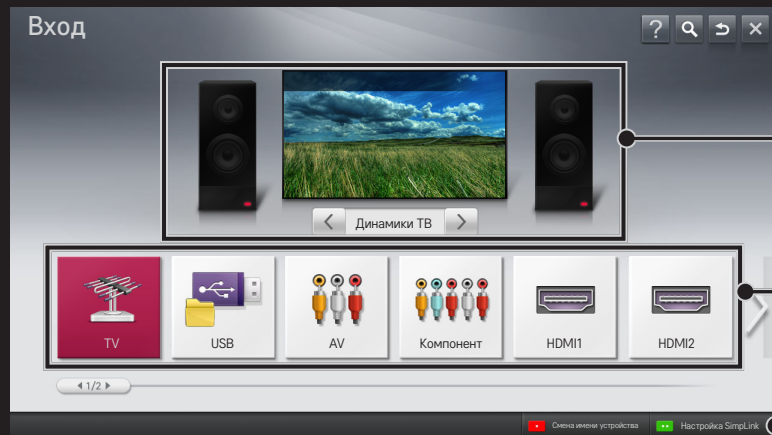 Вход
?
Динамики ТВ
TV
USB
AV
Компонент
HDMI1
HDMI2
1/2
Смена имени устройства
Настройка SimpLink